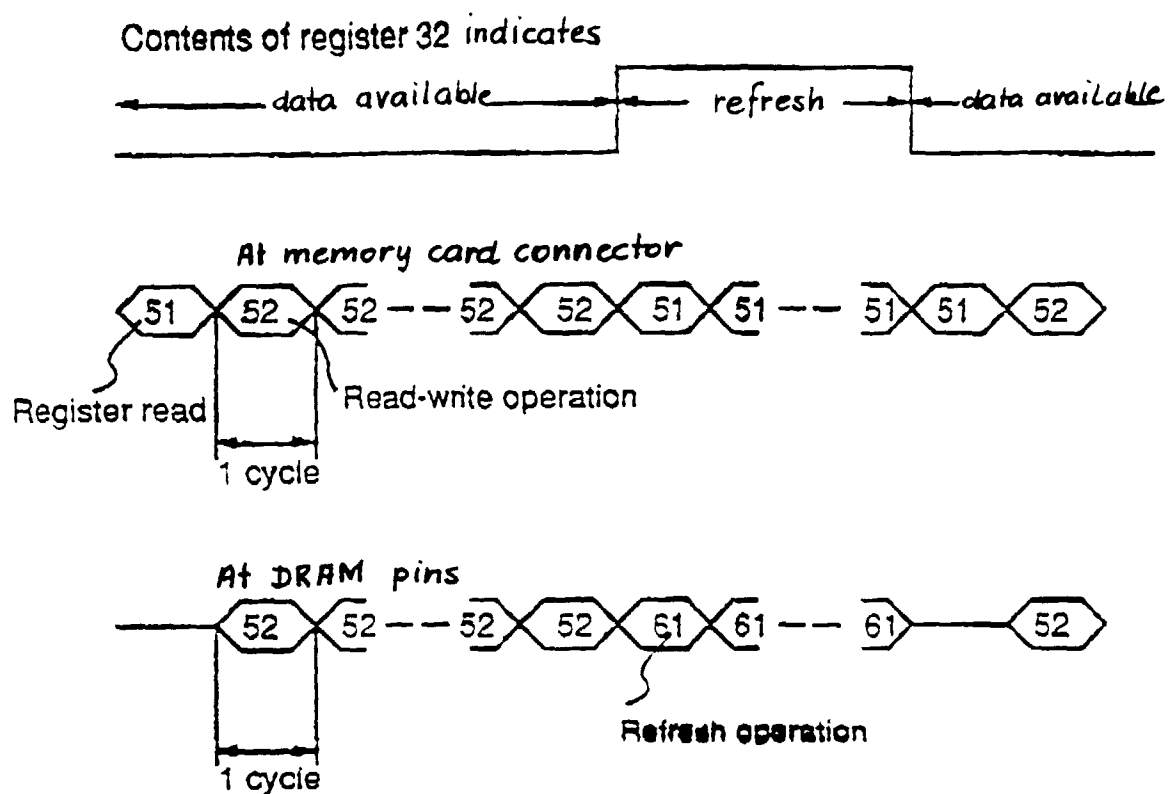 Contents of register 32 indicates
data available refresh data available
At memory card connector
51 52 52 52 52 51 51 51 51 52
Register read Read-write operation
1 cycle
At DRAM pins
52 52 52 52 61 61 61 52
Refresh operation
1 cycle